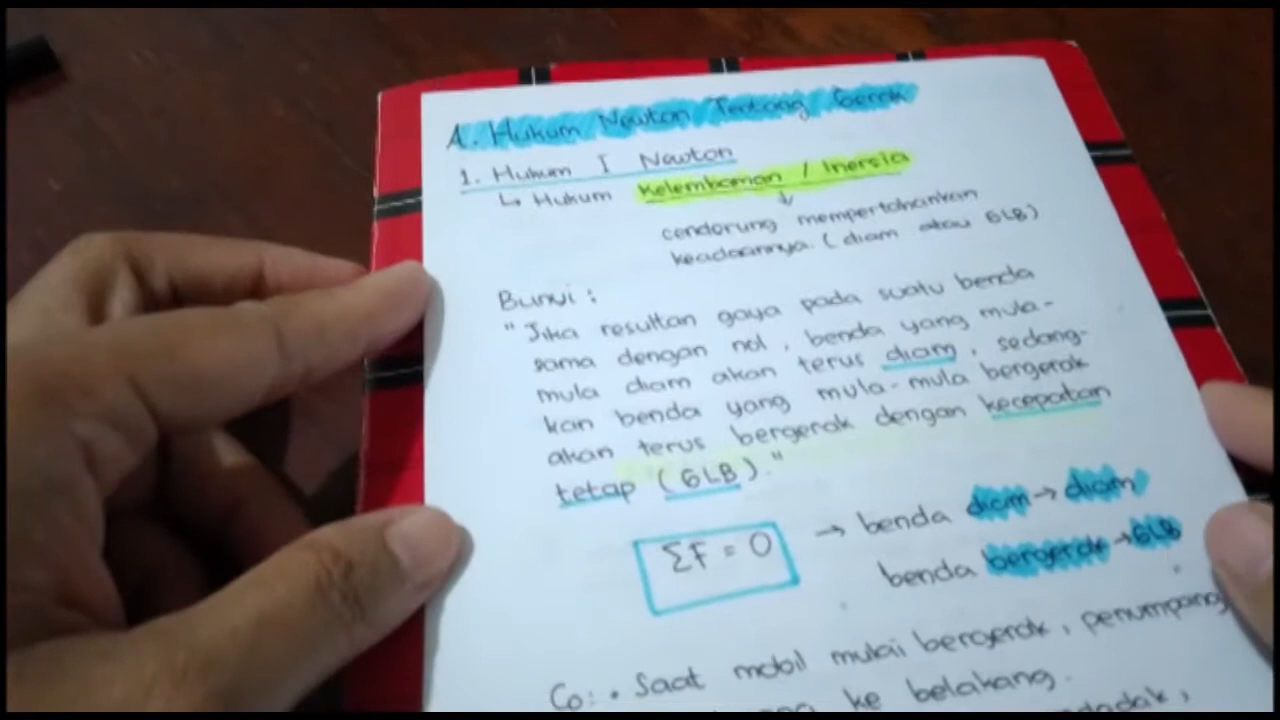 A. Hukum Newton Tentang Gerak
1. Hukum I Newton
↳ Hukum Kelembaman / Inersia
↓
cenderung mempertahankan
keadaannya (diam atau GLB)
Bunyi :
"Jika resultan gaya pada suatu benda
sama dengan nol, benda yang mula-
mula diam akan terus diam, sedang-
kan benda yang mula-mula bergerak
akan terus bergerak dengan kecepatan
tetap (GLB)."
ΣF = 0 → benda diam → diam
benda bergerak → GLB
Co: • Saat mobil mulai bergerak, penumpang
ke belakang.